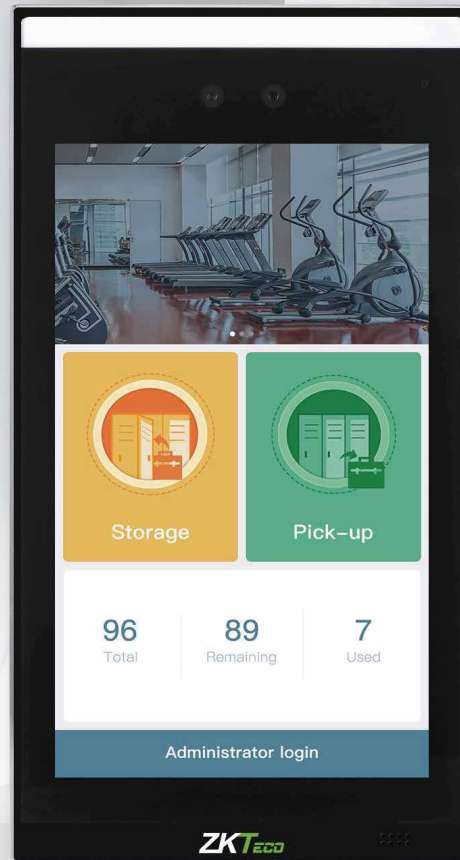 Storage
Pick-up
96
Total
89
Remaining
7
Used
Administrator login
ZKTeco